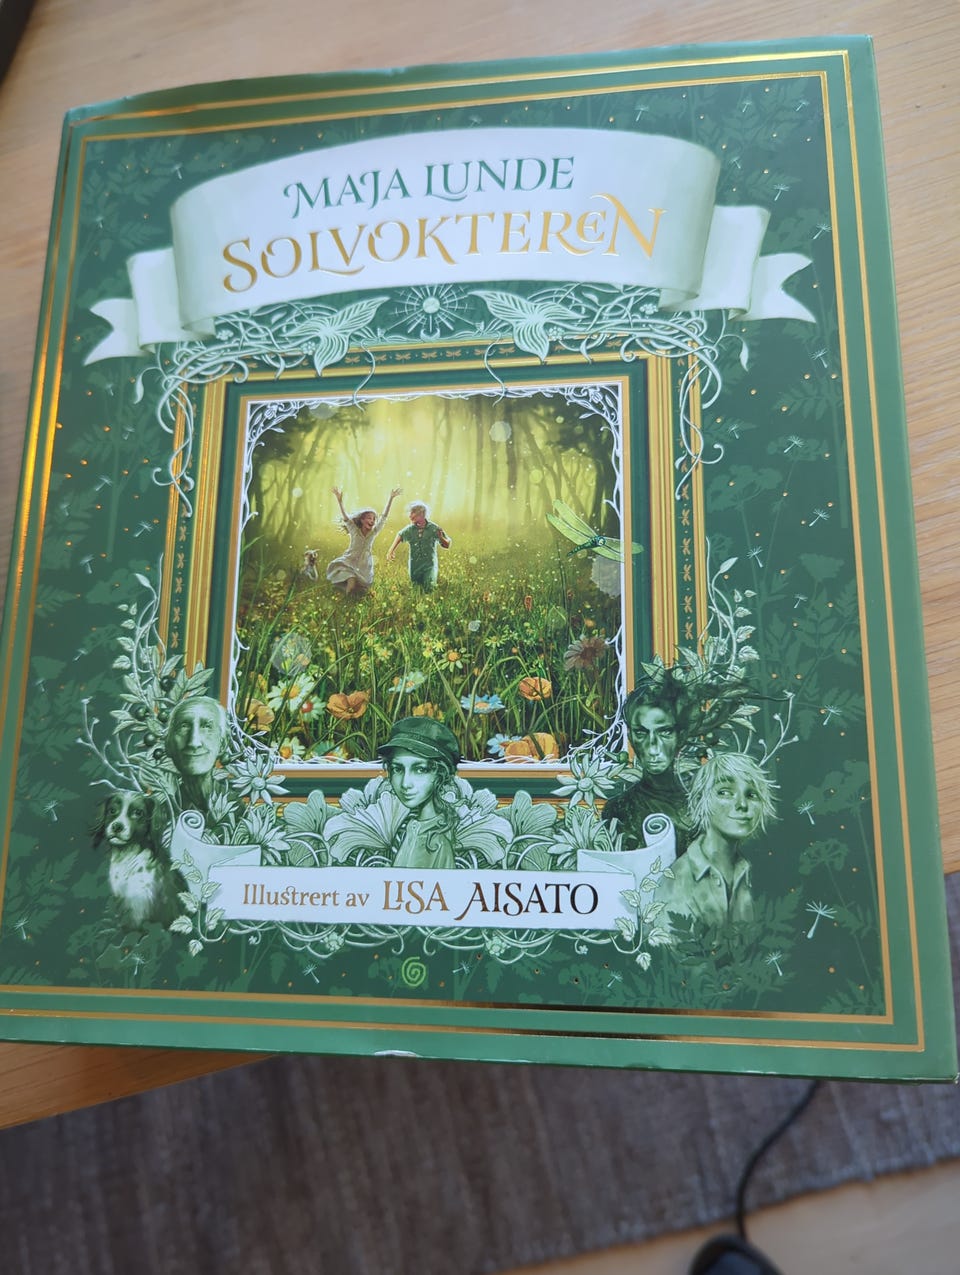 MAJA LUNDE
SOLVOKTEREN
Illustrert av LISA AISATO